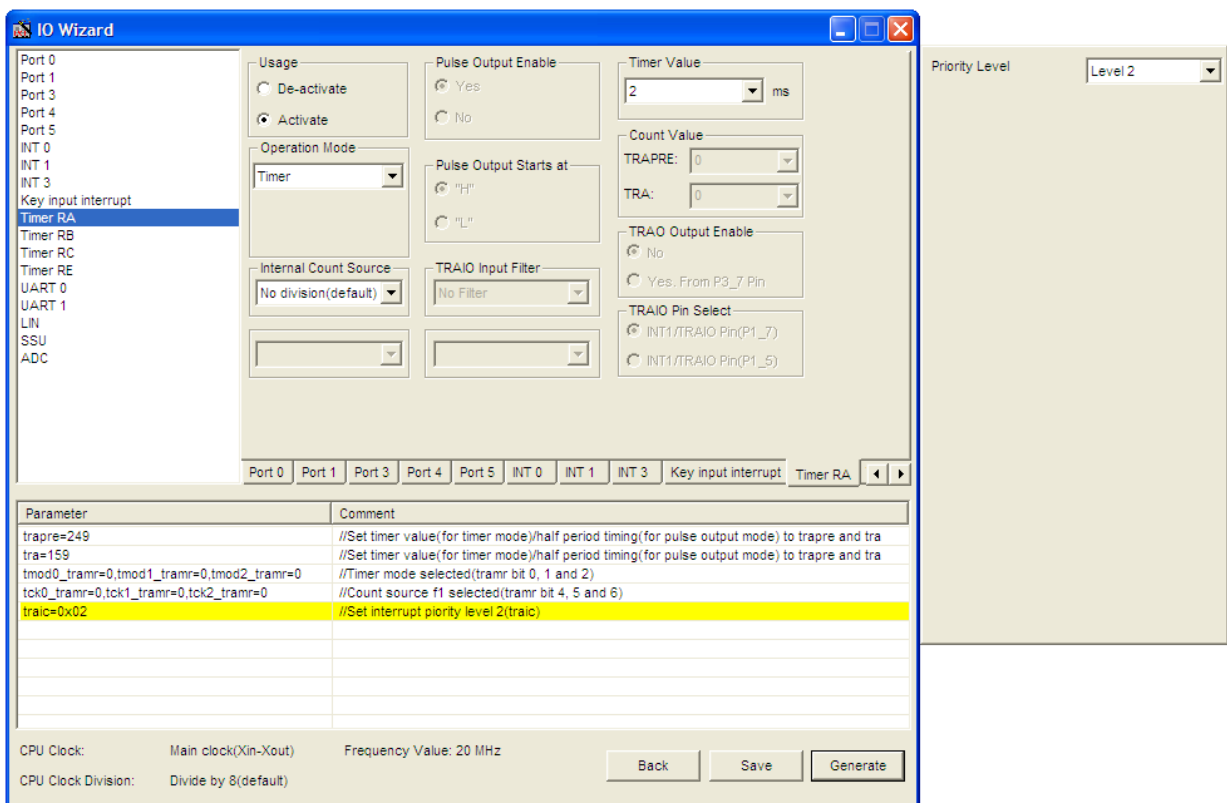 IO Wizard
Port 0
Port 1
Port 3
Port 4
Port 5
INT 0
INT 1
INT 3
Key input interrupt
Timer RA
Timer RB
Timer RC
Timer RE
UART 0
UART 1
LIN
SSU
ADC
Usage
De-activate
Activate
Operation Mode
Timer
Internal Count Source
No division(default)
Pulse Output Enable
Yes
No
Pulse Output Starts at
"H"
"L"
TRAIO Input Filter
No Filter
Timer Value
2 ms
Count Value
TRAPRE: 0
TRA: 0
TRAO Output Enable
No
Yes. From P3_7 Pin
TRAIO Pin Select
INT1/TRAIO Pin(P1_7)
INT1/TRAIO Pin(P1_5)
Priority Level Level 2
Port 0 Port 1 Port 3 Port 4 Port 5 INT 0 INT 1 INT 3 Key input interrupt Timer RA
Parameter Comment
trapre=249 //Set timer value(for timer mode)/half period timing(for pulse output mode) to trapre and tra
tra=159 //Set timer value(for timer mode)/half period timing(for pulse output mode) to trapre and tra
tmod0_tramr=0,tmod1_tramr=0,tmod2_tramr=0 //Timer mode selected(tramr bit 0, 1 and 2)
tck0_tramr=0,tck1_tramr=0,tck2_tramr=0 //Count source f1 selected(tramr bit 4, 5 and 6)
traic=0x02 //Set interrupt piority level 2(traic)
CPU Clock: Main clock(Xin-Xout) Frequency Value: 20 MHz
CPU Clock Division: Divide by 8(default)
Back Save Generate